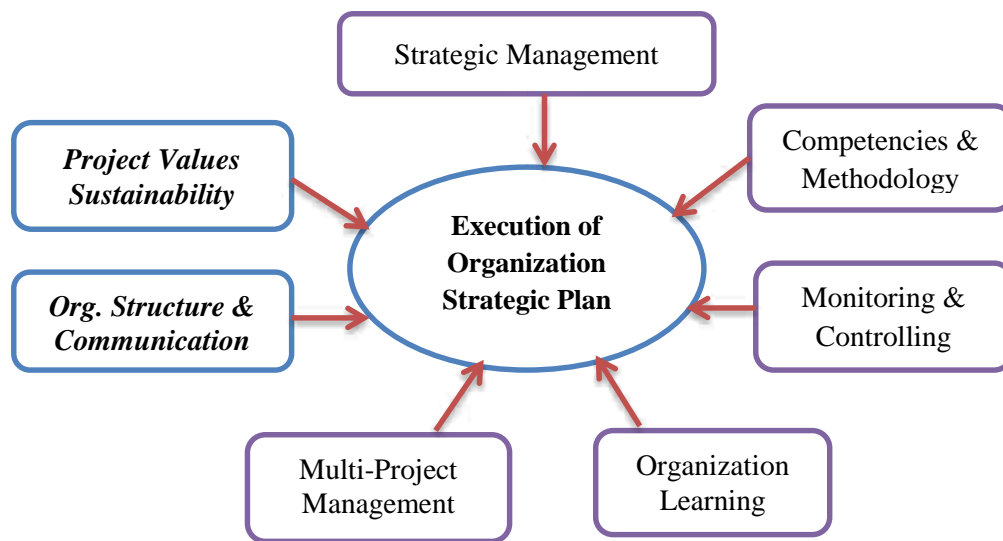 Strategic Management
Project Values
Sustainability
Competencies &
Methodology
Execution of
Organization
Strategic Plan
Org. Structure &
Communication
Monitoring &
Controlling
Multi-Project
Management
Organization
Learning